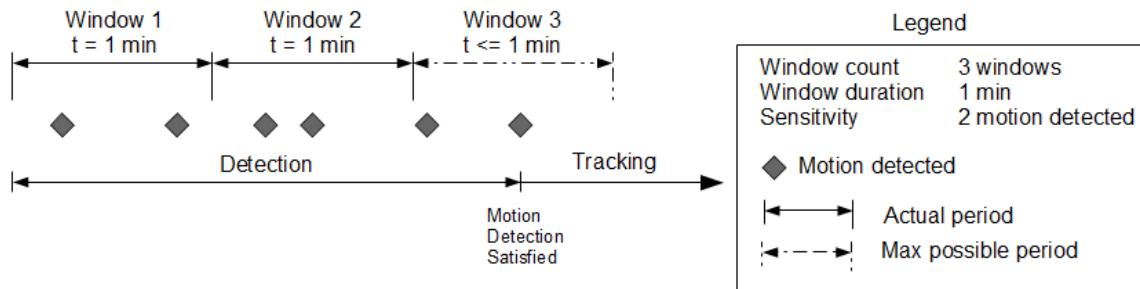 Window 1
t = 1 min
Window 2
t = 1 min
Window 3
t <= 1 min
Detection
Tracking
Motion
Detection
Satisfied
Legend
Window count 3 windows
Window duration 1 min
Sensitivity 2 motion detected
Motion detected
Actual period
Max possible period